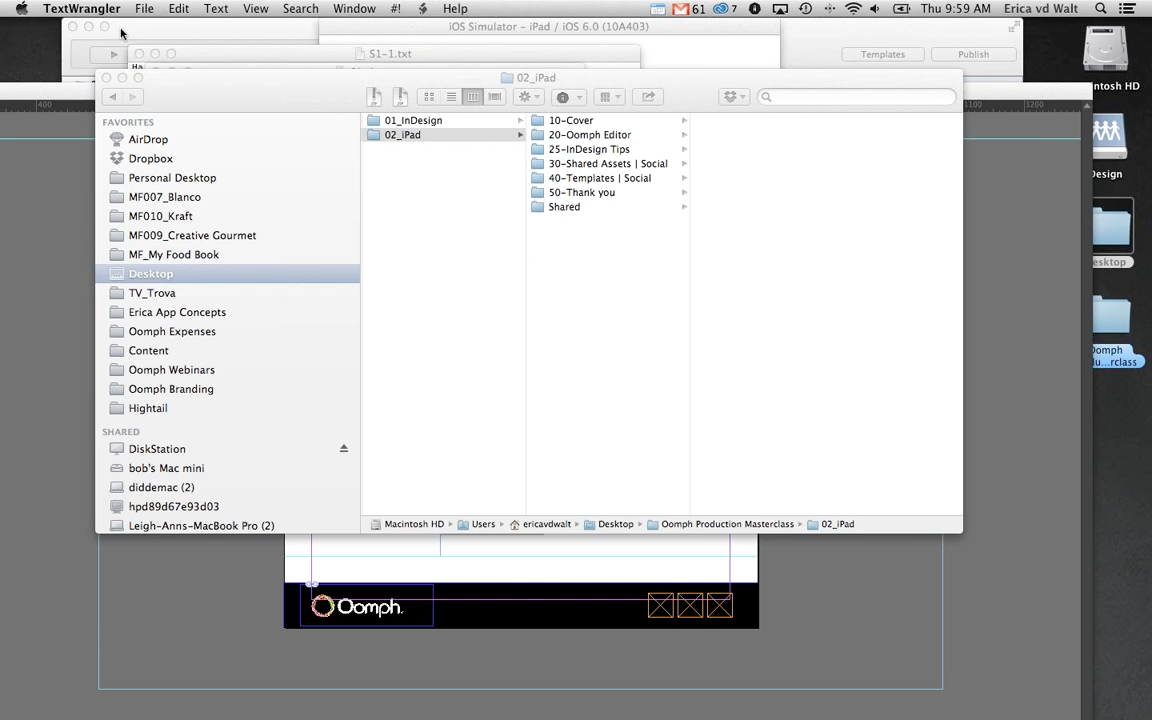 TextWrangler File Edit Text View Search Window #! Help 61 7 Thu 9:59 AM Erica vd Walt
iOS Simulator - iPad / iOS 6.0 (10A403)
S1-1.txt
Templates Publish
02_iPad
FAVORITES
AirDrop
Dropbox
Personal Desktop
MF007_Blanco
MF010_Kraft
MF009_Creative Gourmet
MF_My Food Book
Desktop
TV_Trova
Erica App Concepts
Oomph Expenses
Content
Oomph Webinars
Oomph Branding
Hightail
SHARED
DiskStation
bob's Mac mini
diddemac (2)
hpd89d67e93d03
Leigh-Anns-MacBook Pro (2)
01_InDesign
02_iPad
10-Cover
20-Oomph Editor
25-InDesign Tips
30-Shared Assets | Social
40-Templates | Social
50-Thank you
Shared
Macintosh HD Users ericavdwalt Desktop Oomph Production Masterclass 02_iPad
400
1100 1200
intosh HD
Design
esktop
Oomph
u...rclass
Oomph.